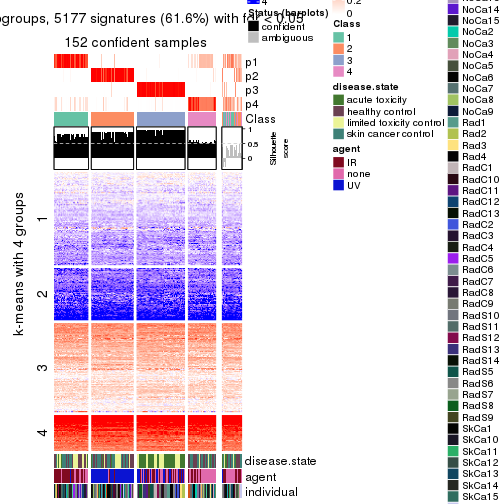 ogroups, 5177 signatures (61.6%) with fdr < 0.05
152 confident samples
p1
p2
p3
p4
Class
1
0.5
0
Silhouette
score
k-means with 4 groups
1
2
3
4
disease.state
agent
individual
4
Status (barplots)
confident
ambiguous
0.2
0
Class
1
2
3
4
disease.state
acute toxicity
healthy control
limited toxicity control
skin cancer control
agent
IR
none
UV
NoCa14
NoCa15
NoCa2
NoCa3
NoCa4
NoCa5
NoCa6
NoCa7
NoCa8
NoCa9
Rad1
Rad2
Rad3
Rad4
RadC1
RadC10
RadC11
RadC12
RadC13
RadC2
RadC3
RadC4
RadC5
RadC6
RadC7
RadC8
RadC9
RadS10
RadS11
RadS12
RadS13
RadS14
RadS5
RadS6
RadS7
RadS8
RadS9
SkCa1
SkCa10
SkCa11
SkCa12
SkCa13
SkCa14
SkCa15